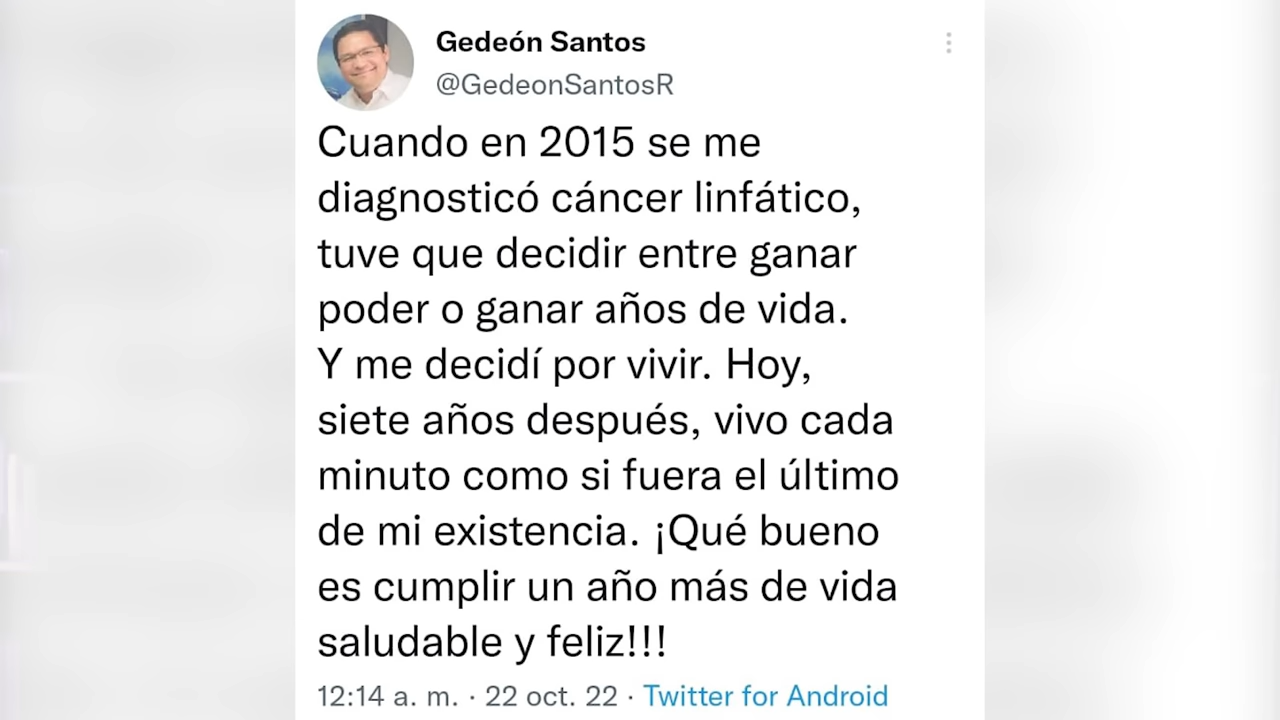 Gedeón Santos
@GedeonSantosR
Cuando en 2015 se me
diagnosticó cáncer linfático,
tuve que decidir entre ganar
poder o ganar años de vida.
Y me decidí por vivir. Hoy,
siete años después, vivo cada
minuto como si fuera el último
de mi existencia. ¡Qué bueno
es cumplir un año más de vida
saludable y feliz!!!
12:14 a. m. · 22 oct. 22 · Twitter for Android